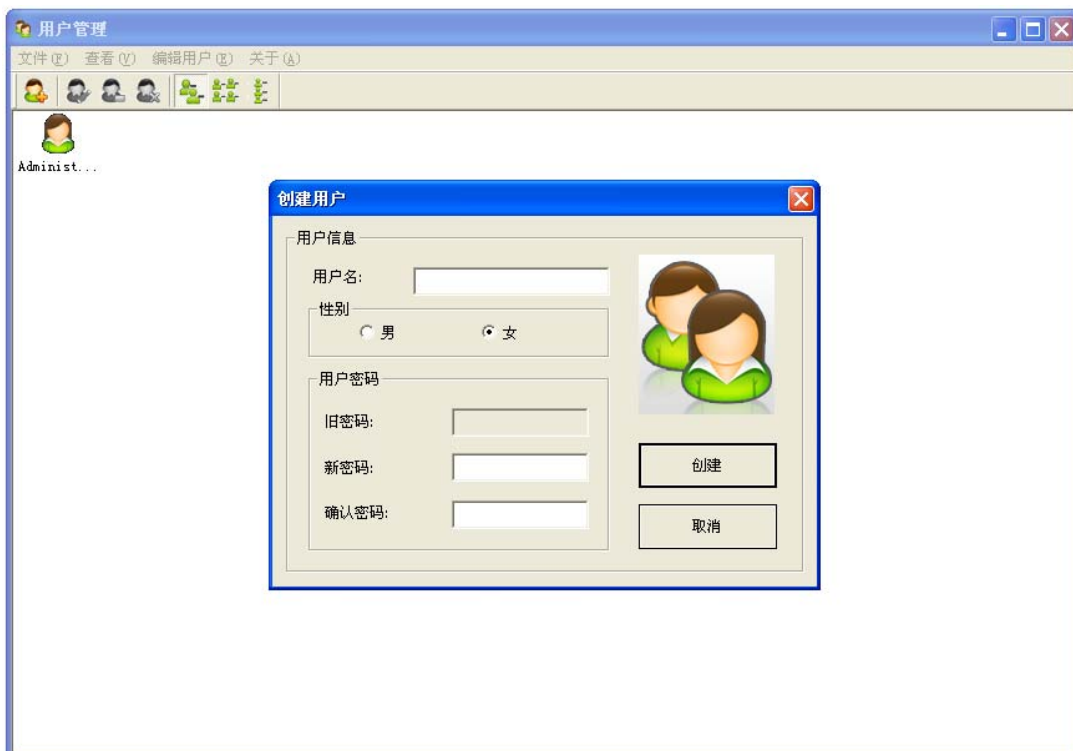 用户管理
文件(F) 查看(V) 编辑用户(E) 关于(A)
Administ...
创建用户
用户信息
用户名:
性别
男 女
用户密码
旧密码:
新密码:
确认密码:
创建
取消